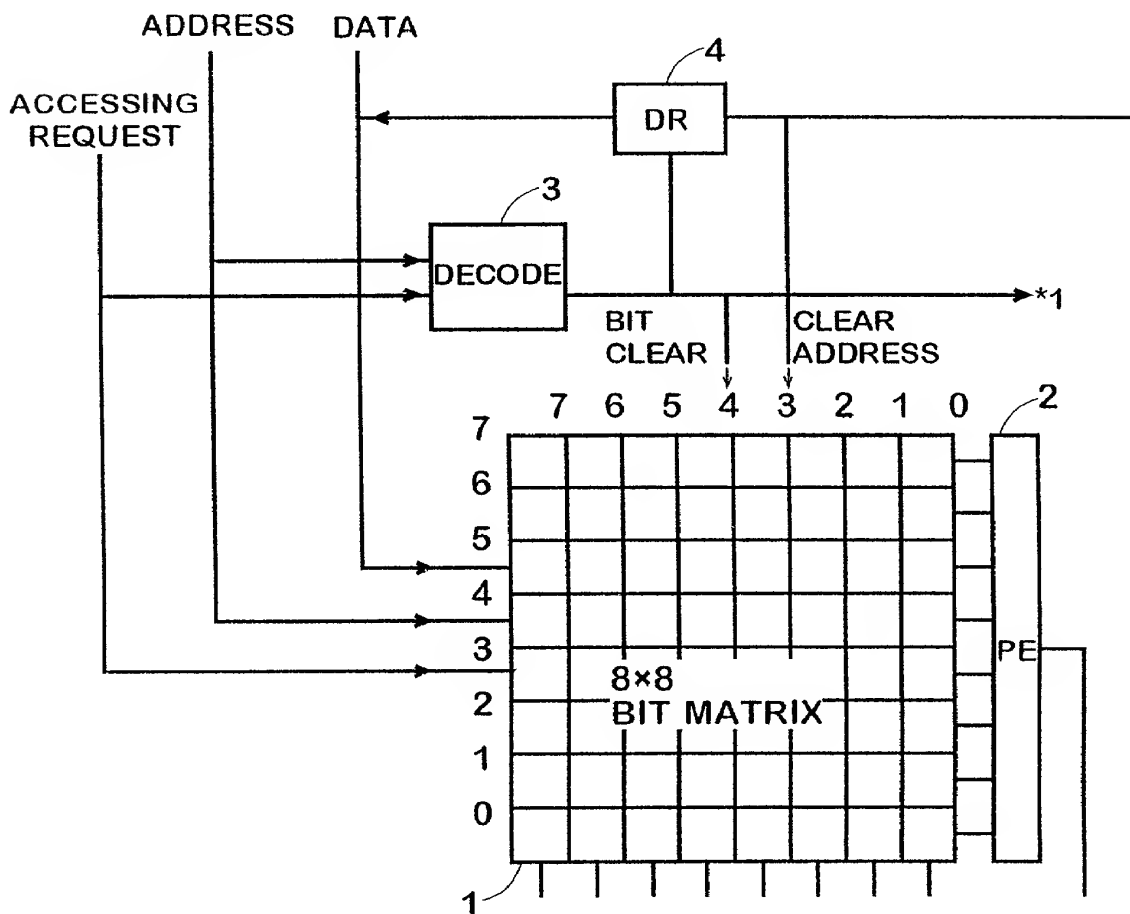 ADDRESS DATA
4
ACCESSING
REQUEST
DR
3
DECODE
*1
BIT
CLEAR
CLEAR
ADDRESS
7 6 5 4 3 2 1 0
2
7
6
5
4
3
2
1
0
PE
8×8
BIT MATRIX
1